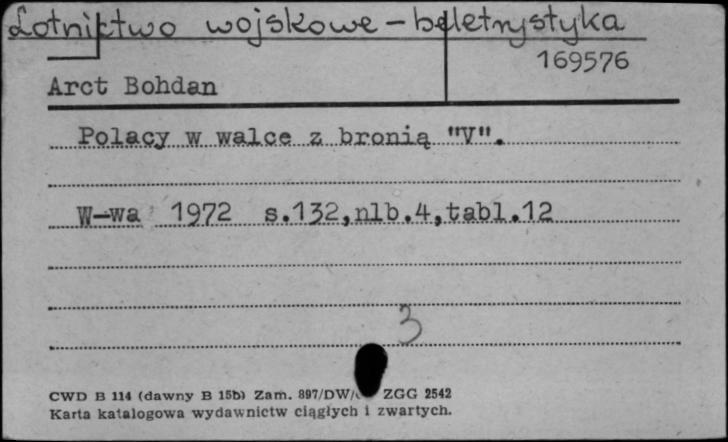 Lotnictwo wojskowe - beletrystyka
169576
Arct Bohdan
Polacy w walce z bronią "V".
W-wa 1972 s.132,nlb.4,tabl.12
3
CWD B 114 (dawny B 15b) Zam. 897/DW/ ZGG 2542
Karta katalogowa wydawnictw ciągłych i zwartych.